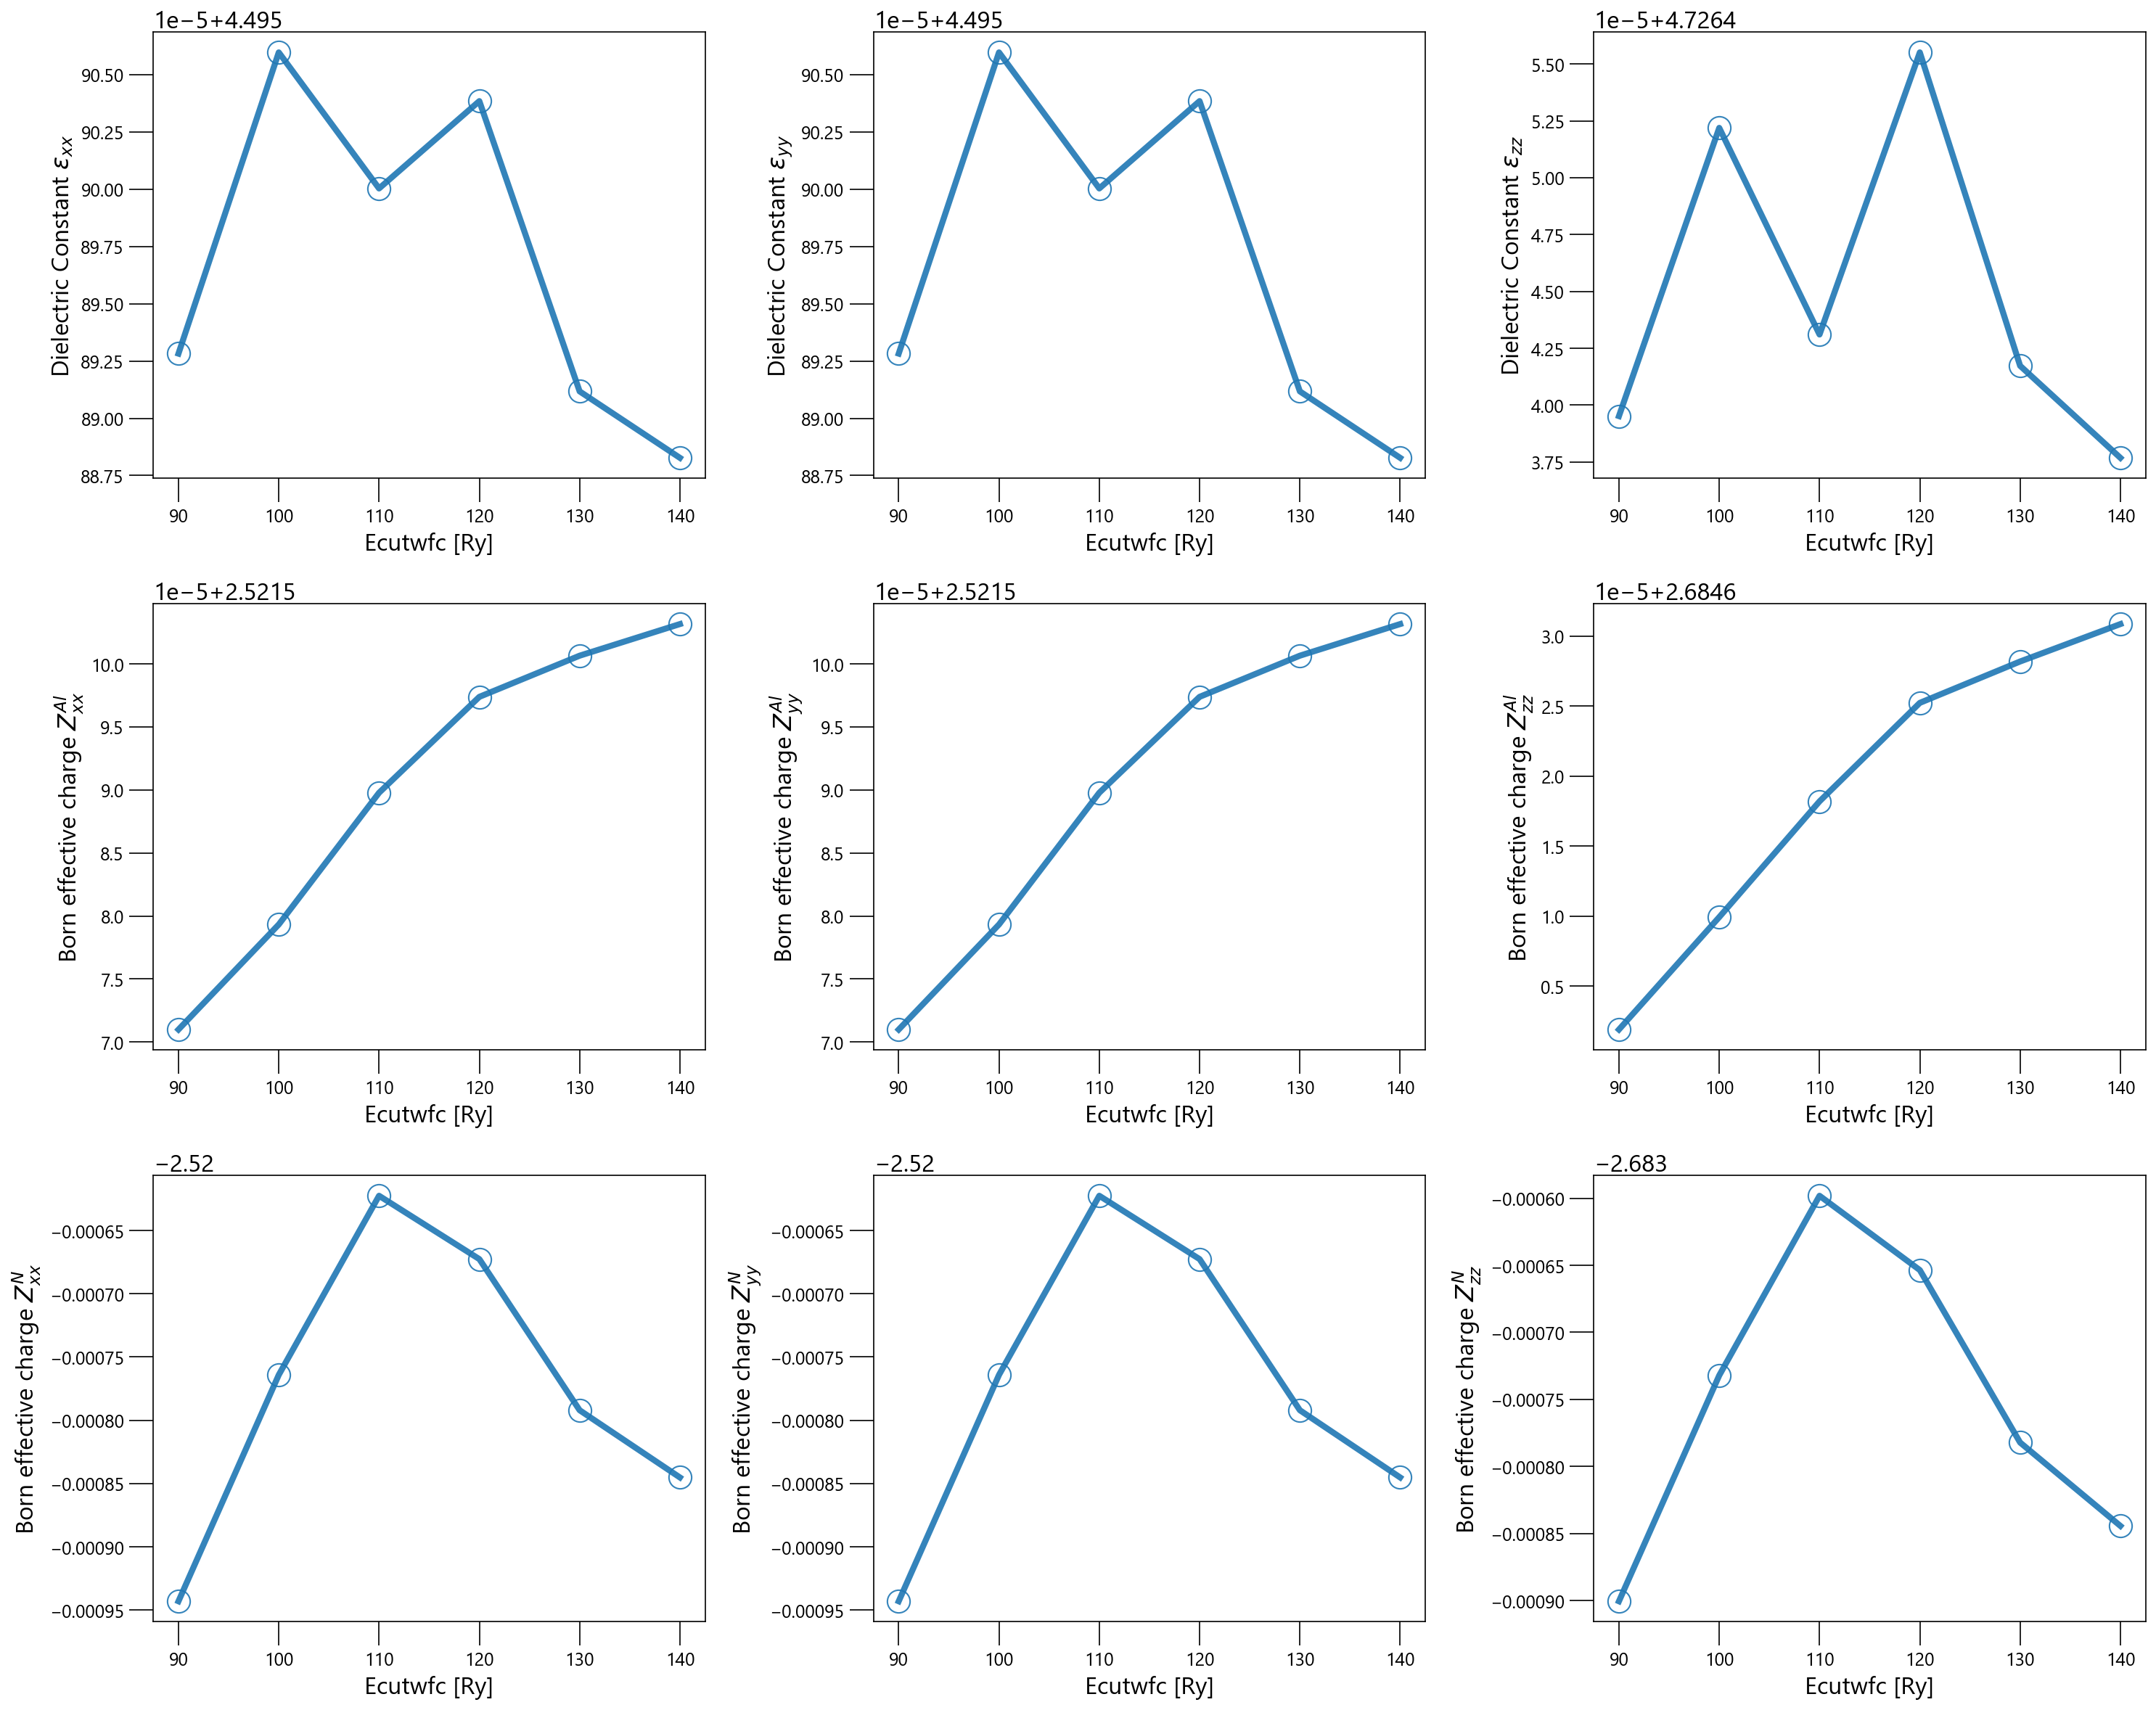 1e−5+4.495
Dielectric Constant εxx
90.50
90.25
90.00
89.75
89.50
89.25
89.00
88.75
90 100 110 120 130 140
Ecutwfc [Ry]
1e−5+4.495
Dielectric Constant εyy
90.50
90.25
90.00
89.75
89.50
89.25
89.00
88.75
90 100 110 120 130 140
Ecutwfc [Ry]
1e−5+4.7264
Dielectric Constant εzz
5.50
5.25
5.00
4.75
4.50
4.25
4.00
3.75
90 100 110 120 130 140
Ecutwfc [Ry]
1e−5+2.5215
Born effective charge Z^{Al}_{xx}
10.0
9.5
9.0
8.5
8.0
7.5
7.0
90 100 110 120 130 140
Ecutwfc [Ry]
1e−5+2.5215
Born effective charge Z^{Al}_{yy}
10.0
9.5
9.0
8.5
8.0
7.5
7.0
90 100 110 120 130 140
Ecutwfc [Ry]
1e−5+2.6846
Born effective charge Z^{Al}_{zz}
3.0
2.5
2.0
1.5
1.0
0.5
90 100 110 120 130 140
Ecutwfc [Ry]
−2.52
Born effective charge Z^{N}_{xx}
−0.00065
−0.00070
−0.00075
−0.00080
−0.00085
−0.00090
−0.00095
90 100 110 120 130 140
Ecutwfc [Ry]
−2.52
Born effective charge Z^{N}_{yy}
−0.00065
−0.00070
−0.00075
−0.00080
−0.00085
−0.00090
−0.00095
90 100 110 120 130 140
Ecutwfc [Ry]
−2.683
Born effective charge Z^{N}_{zz}
−0.00060
−0.00065
−0.00070
−0.00075
−0.00080
−0.00085
−0.00090
90 100 110 120 130 140
Ecutwfc [Ry]